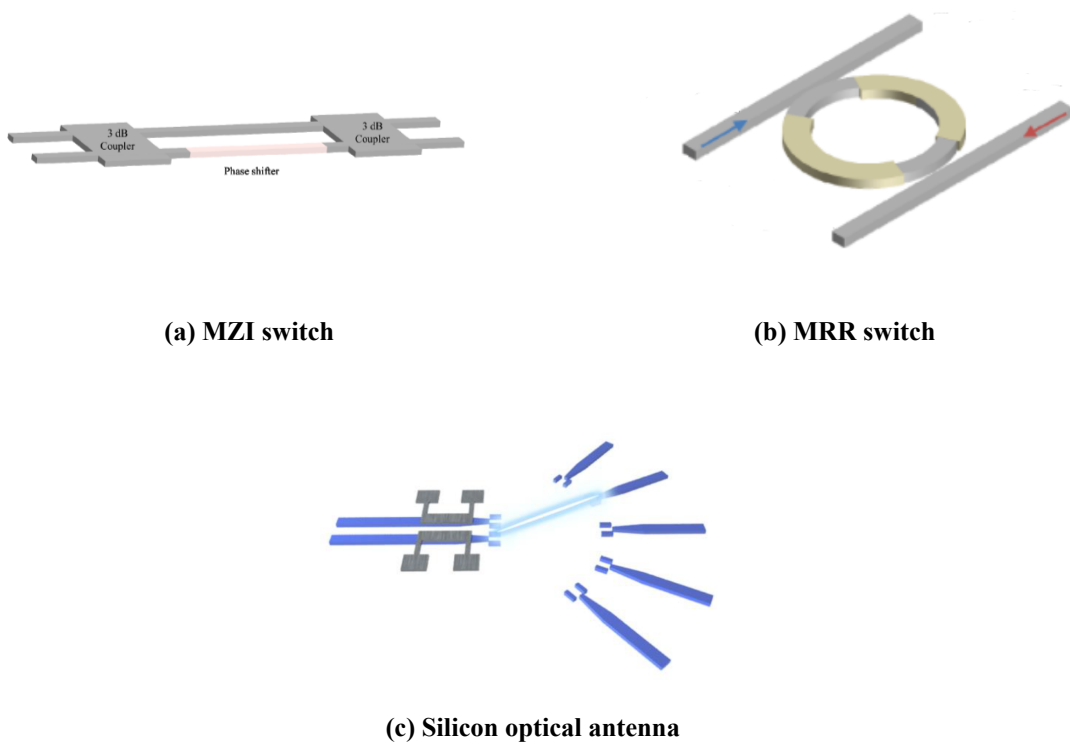 3 dB
Coupler
3 dB
Coupler
Phase shifter
(a) MZI switch
(b) MRR switch
(c) Silicon optical antenna